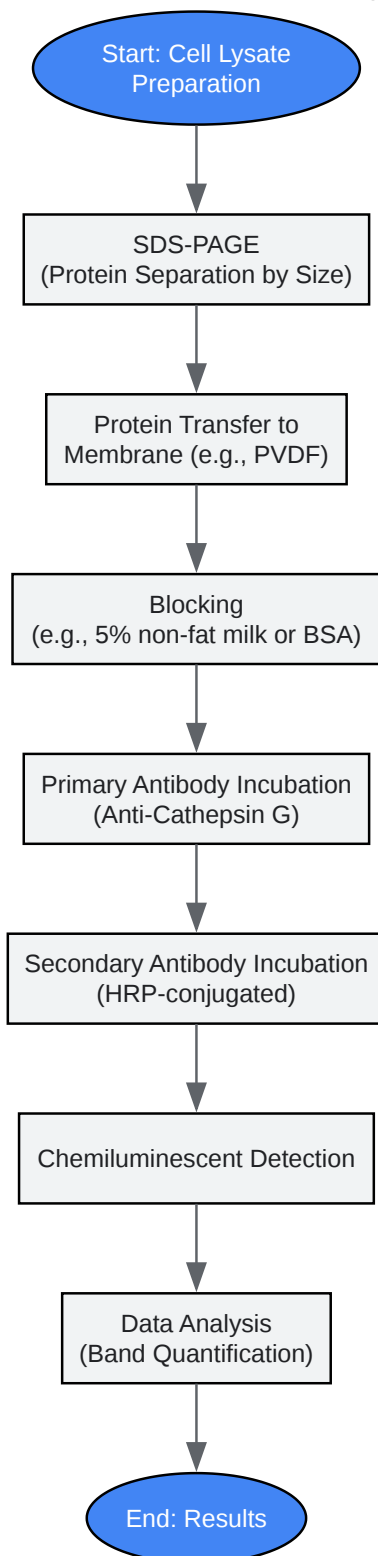 Start: Cell Lysate
Preparation
SDS-PAGE
(Protein Separation by Size)
Protein Transfer to
Membrane (e.g., PVDF)
Blocking
(e.g., 5% non-fat milk or BSA)
Primary Antibody Incubation
(Anti-Cathepsin G)
Secondary Antibody Incubation
(HRP-conjugated)
Chemiluminescent Detection
Data Analysis
(Band Quantification)
End: Results